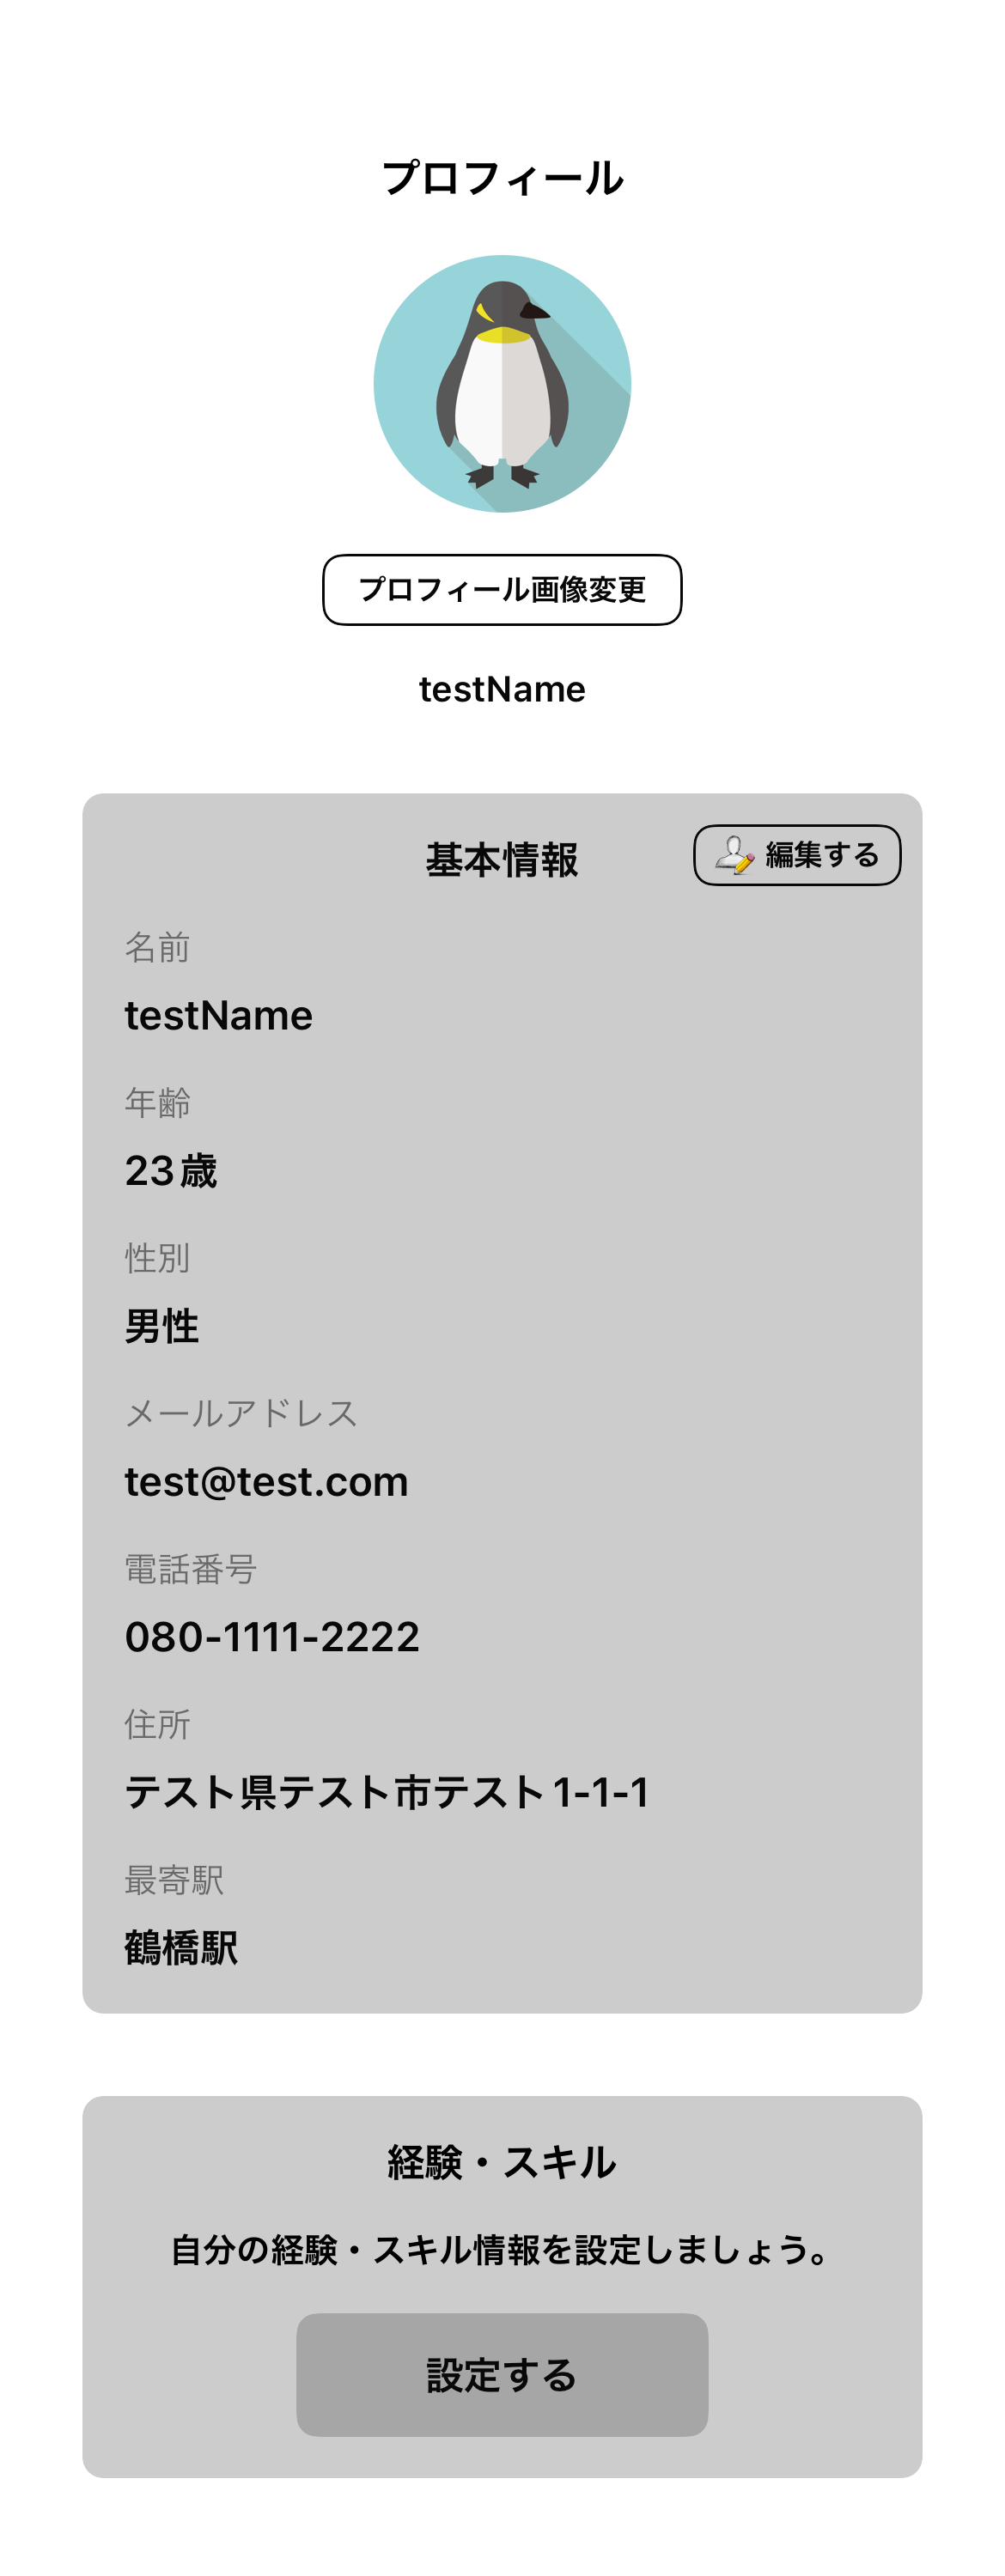 プロフィール
プロフィール画像変更
testName
基本情報
編集する
名前
testName
年齢
23歳
性別
男性
メールアドレス
test@test.com
電話番号
080-1111-2222
住所
テスト県テスト市テスト1-1-1
最寄駅
鶴橋駅
経験・スキル
自分の経験・スキル情報を設定しましょう。
設定する